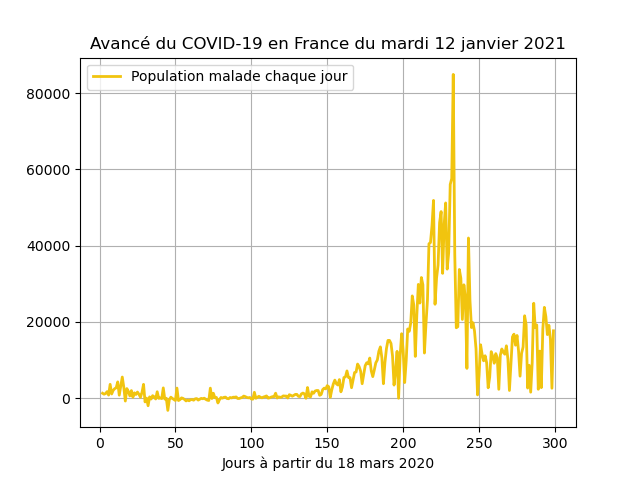 Avancé du COVID-19 en France du mardi 12 janvier 2021
Population malade chaque jour
80000
60000
40000
20000
0
0 50 100 150 200 250 300
Jours à partir du 18 mars 2020